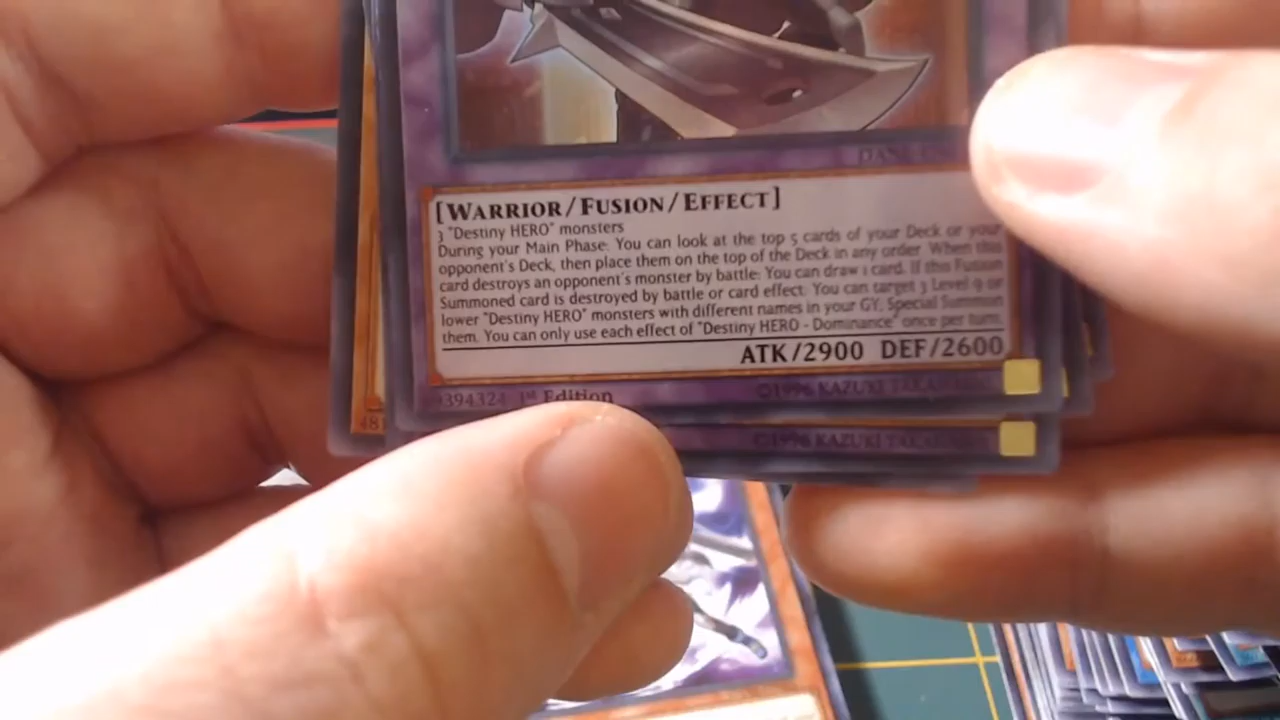 [WARRIOR/FUSION/EFFECT]
3 "Destiny HERO" monsters
During your Main Phase: You can look at the top 5 cards of your Deck or your
opponent's Deck, then place them on the top of the Deck in any order. When this
card destroys an opponent's monster by battle: You can draw 1 card. If this Fusion
Summoned card is destroyed by battle or card effect: You can target 3 Level 9 or
lower "Destiny HERO" monsters with different names in your GY; Special Summon
them. You can only use each effect of "Destiny HERO - Dominance" once per turn.
ATK/2900 DEF/2600
394324 1st Edition ©1996 KAZUKI
481 ©1996 KAZUKI